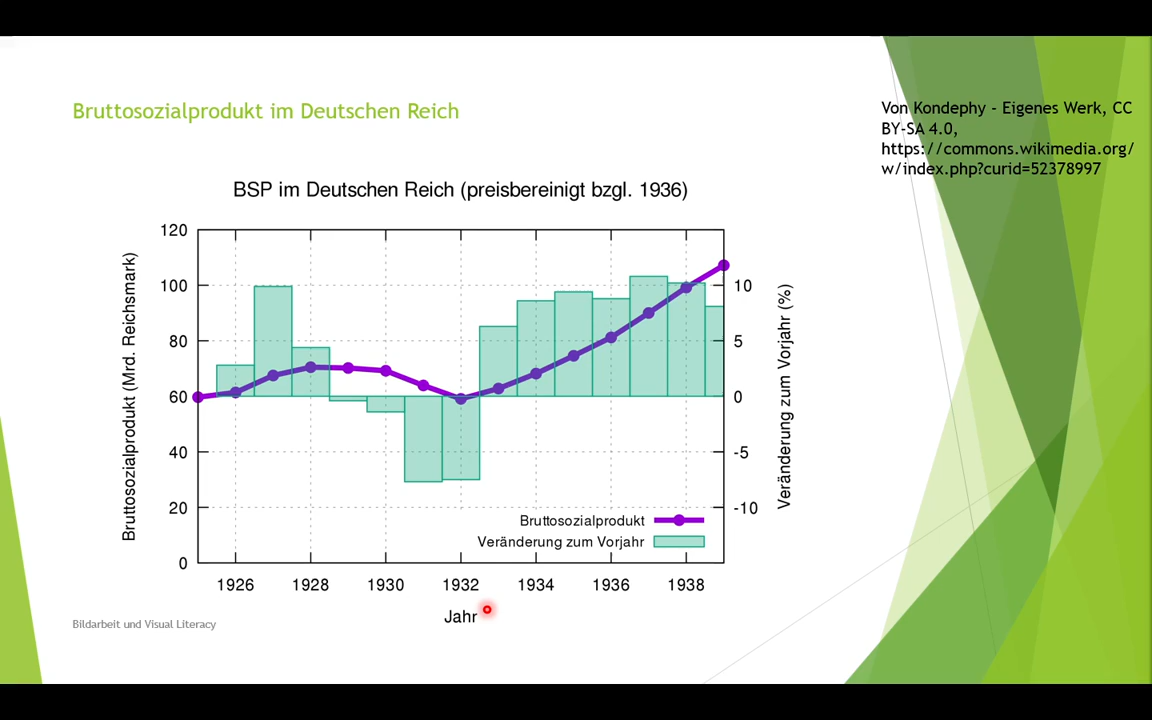 Bruttosozialprodukt im Deutschen Reich
Von Kondephy - Eigenes Werk, CC
BY-SA 4.0,
https://commons.wikimedia.org/
w/index.php?curid=52378997
BSP im Deutschen Reich (preisbereinigt bzgl. 1936)
Bruttosozialprodukt (Mrd. Reichsmark)
120
100
80
60
40
20
0
10
5
0
-5
-10
Veränderung zum Vorjahr (%)
Bruttosozialprodukt
Veränderung zum Vorjahr
1926 1928 1930 1932 1934 1936 1938
Jahr
Bildarbeit und Visual Literacy